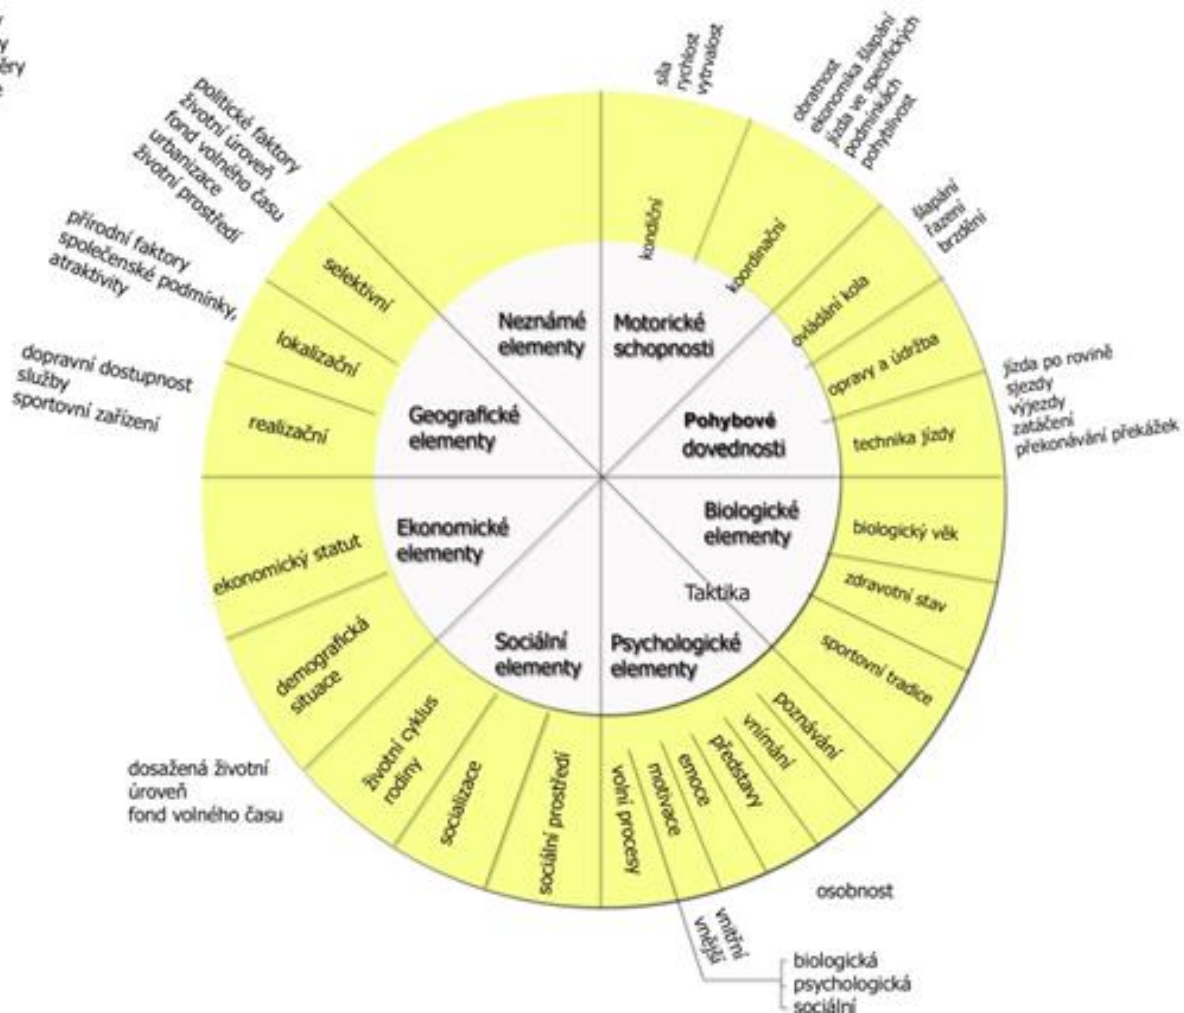 síla
rychlost
vytrvalost
obratnost
ekonomika šlapání
jízda ve specifických
podmínkách
pohyblivost
šlapání
řazení
brzdění
jízda po rovině
sjezdy
výjezdy
zatáčení
překonávání překážek
politické faktory
životní úroveň
fond volného času
urbanizace
životní prostředí
přírodní faktory
společenské podmínky,
atraktivity
dopravní dostupnost
služby
sportovní zařízení
kondiční
koordinační
ovládání kola
opravy a údržba
technika jízdy
biologický věk
zdravotní stav
sportovní tradice
poznávání
vnímání
představy
emoce
motivace
volní procesy
sociální prostředí
socializace
životní cyklus
rodiny
demografická
situace
ekonomický statut
realizační
lokalizační
selektivní
Neznámé
elementy
Motorické
schopnosti
Geografické
elementy
Pohybové
dovednosti
Ekonomické
elementy
Biologické
elementy
Taktika
Sociální
elementy
Psychologické
elementy
dosažená životní
úroveň
fond volného času
osobnost
vnitřní
vnější
biologická
psychologická
sociální